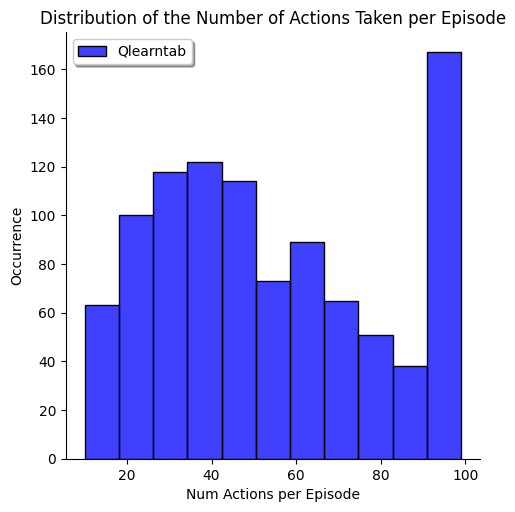 Distribution of the Number of Actions Taken per Episode
Qlearntab
160
140
120
100
80
60
40
20
0
Occurrence
20 40 60 80 100
Num Actions per Episode